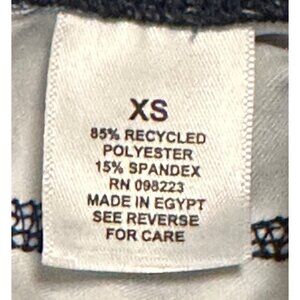 XS
85% RECYCLED
POLYESTER
15% SPANDEX
RN 098223
MADE IN EGYPT
SEE REVERSE
FOR CARE